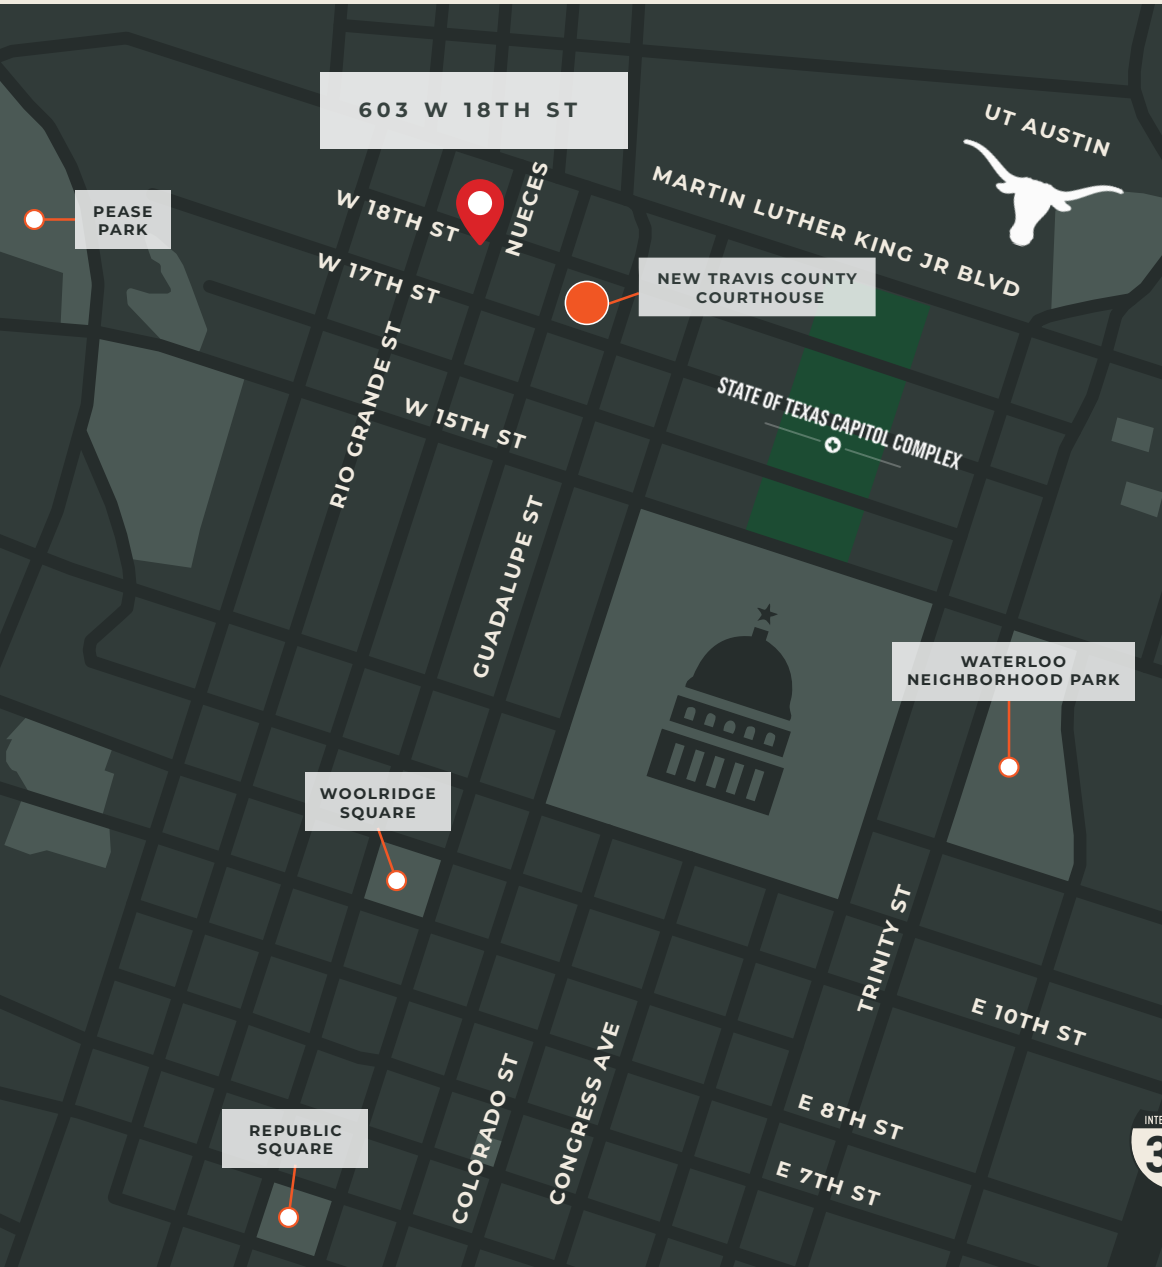 603 W 18TH ST
UT AUSTIN
MARTIN LUTHER KING JR BLVD
NUECES
W 18TH ST
PEASE
PARK
W 17TH ST
NEW TRAVIS COUNTY
COURTHOUSE
RIO GRANDE ST
STATE OF TEXAS CAPITOL COMPLEX
W 15TH ST
GUADALUPE ST
WATERLOO
NEIGHBORHOOD PARK
WOOLRIDGE
SQUARE
TRINITY ST
E 10TH ST
CONGRESS AVE
COLORADO ST
E 8TH ST
REPUBLIC
SQUARE
INTE
3
E 7TH ST